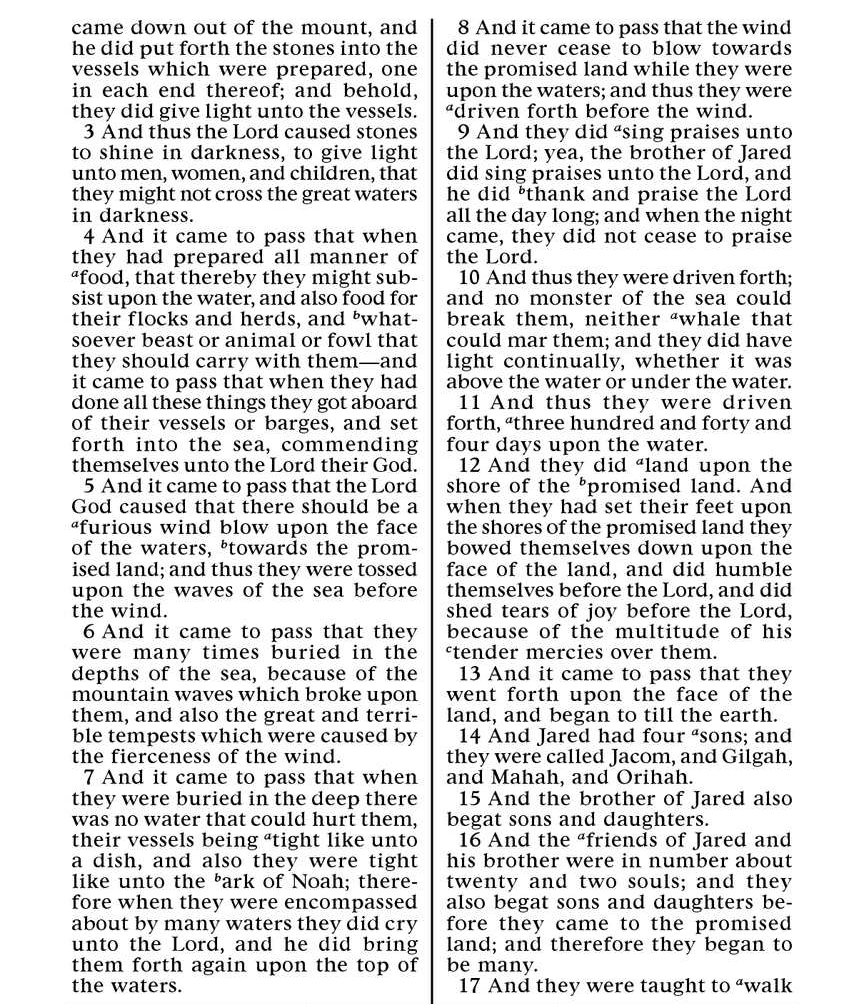 came down out of the mount, and
he did put forth the stones into the
vessels which were prepared, one
in each end thereof; and behold,
they did give light unto the vessels.
3 And thus the Lord caused stones
to shine in darkness, to give light
unto men, women, and children, that
they might not cross the great waters
in darkness.
4 And it came to pass that when
they had prepared all manner of
ᵃfood, that thereby they might sub-
sist upon the water, and also food for
their flocks and herds, and ᵇwhat-
soever beast or animal or fowl that
they should carry with them—and
it came to pass that when they had
done all these things they got aboard
of their vessels or barges, and set
forth into the sea, commending
themselves unto the Lord their God.
5 And it came to pass that the Lord
God caused that there should be a
ᵃfurious wind blow upon the face
of the waters, ᵇtowards the prom-
ised land; and thus they were tossed
upon the waves of the sea before
the wind.
6 And it came to pass that they
were many times buried in the
depths of the sea, because of the
mountain waves which broke upon
them, and also the great and terri-
ble tempests which were caused by
the fierceness of the wind.
7 And it came to pass that when
they were buried in the deep there
was no water that could hurt them,
their vessels being ᵃtight like unto
a dish, and also they were tight
like unto the ᵇark of Noah; there-
fore when they were encompassed
about by many waters they did cry
unto the Lord, and he did bring
them forth again upon the top of
the waters.
8 And it came to pass that the wind
did never cease to blow towards
the promised land while they were
upon the waters; and thus they were
ᵃdriven forth before the wind.
9 And they did ᵃsing praises unto
the Lord; yea, the brother of Jared
did sing praises unto the Lord, and
he did ᵇthank and praise the Lord
all the day long; and when the night
came, they did not cease to praise
the Lord.
10 And thus they were driven forth;
and no monster of the sea could
break them, neither ᵃwhale that
could mar them; and they did have
light continually, whether it was
above the water or under the water.
11 And thus they were driven
forth, ᵃthree hundred and forty and
four days upon the water.
12 And they did ᵃland upon the
shore of the ᵇpromised land. And
when they had set their feet upon
the shores of the promised land they
bowed themselves down upon the
face of the land, and did humble
themselves before the Lord, and did
shed tears of joy before the Lord,
because of the multitude of his
ᶜtender mercies over them.
13 And it came to pass that they
went forth upon the face of the
land, and began to till the earth.
14 And Jared had four ᵃsons; and
they were called Jacom, and Gilgah,
and Mahah, and Orihah.
15 And the brother of Jared also
begat sons and daughters.
16 And the ᵃfriends of Jared and
his brother were in number about
twenty and two souls; and they
also begat sons and daughters be-
fore they came to the promised
land; and therefore they began to
be many.
17 And they were taught to ᵃwalk